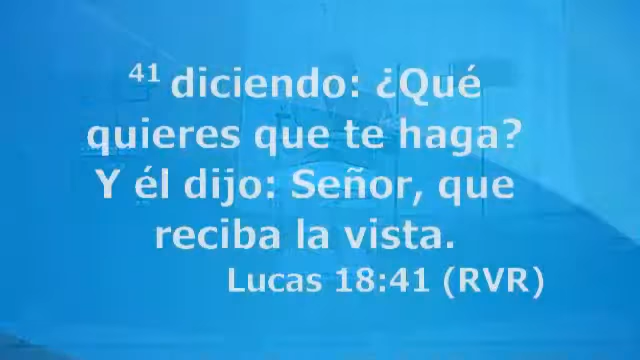 41 diciendo: ¿Qué
quieres que te haga?
Y él dijo: Señor, que
reciba la vista.
Lucas 18:41 (RVR)